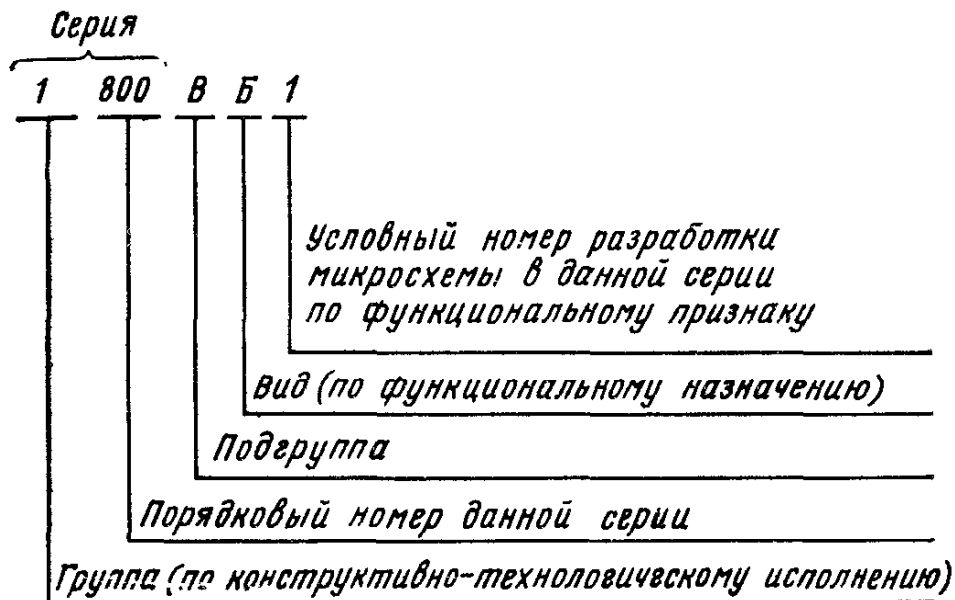 Серия
1 800 В Б 1
Условный номер разработки
микросхемы в данной серии
по функциональному признаку
Вид (по функциональному назначению)
Подгруппа
Порядковый номер данной серии
Группа (по конструктивно-технологическому исполнению)